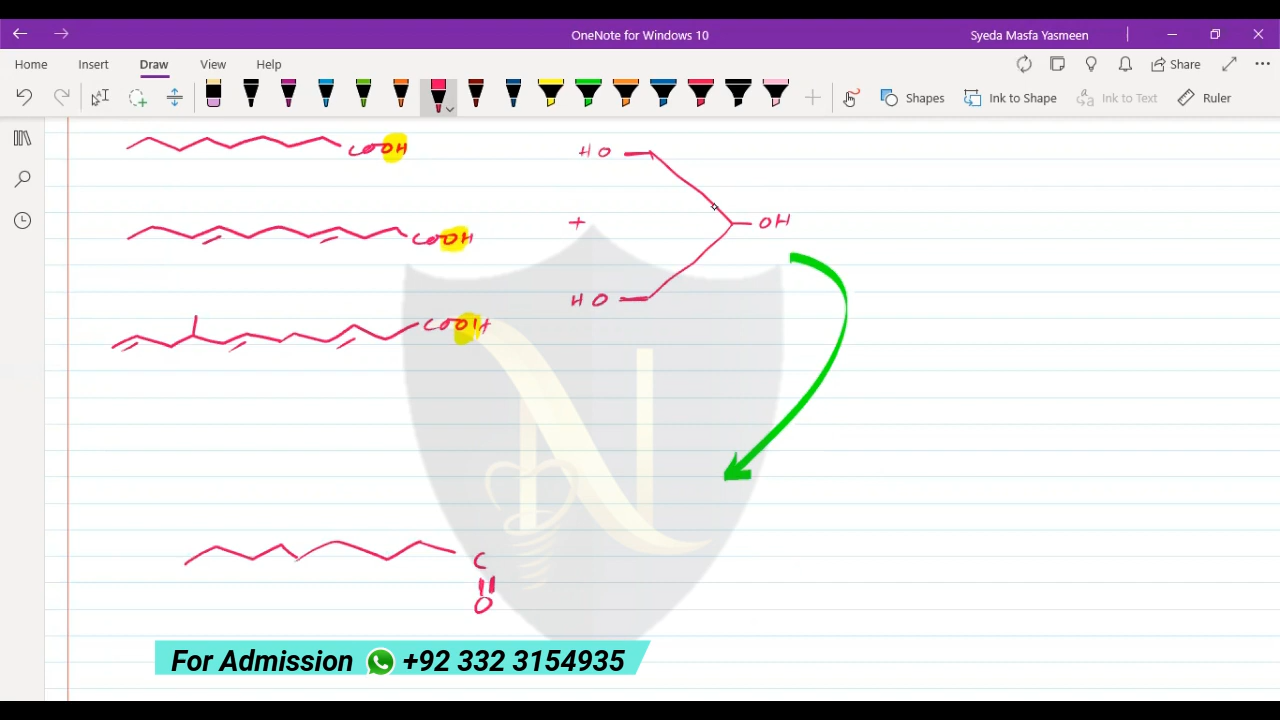 OneNote for Windows 10
Syeda Masfa Yasmeen
Home Insert Draw View Help
Share
Shapes Ink to Shape Ink to Text Ruler
COOH
HO
COOH
+
OH
HO
COOH
N
C
O
For Admission +92 332 3154935